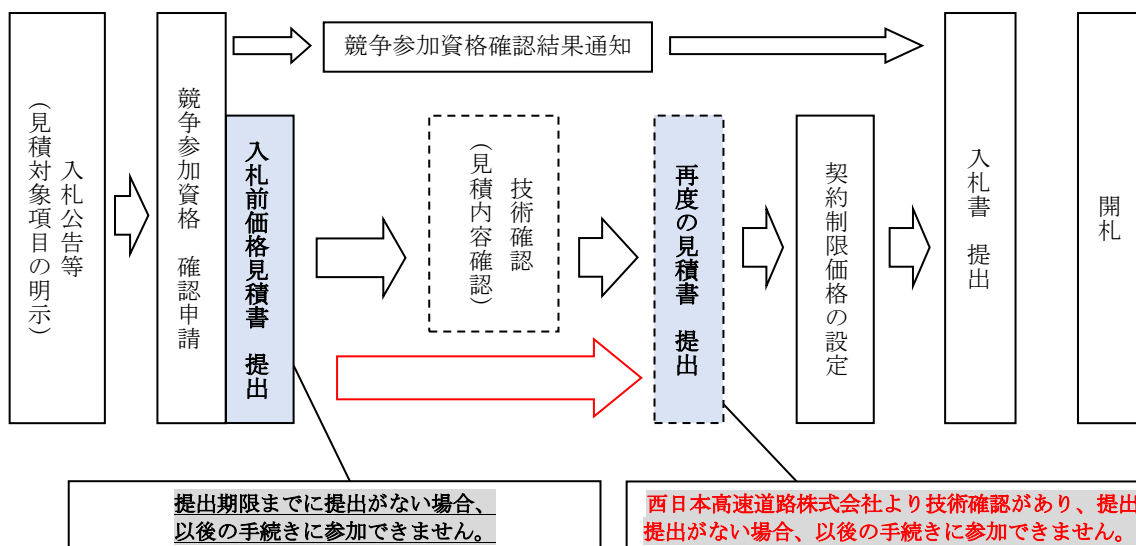 入札公告等
（見積対象項目の明示）
競争参加資格　確認申請
競争参加資格確認結果通知
入札前価格見積書　提出
技術確認
（見積内容確認）
再度の見積書　提出
契約制限価格の設定
入札書　提出
開札
提出期限までに提出がない場合、
以後の手続きに参加できません。
西日本高速道路株式会社より技術確認があり、提出
提出がない場合、以後の手続きに参加できません。